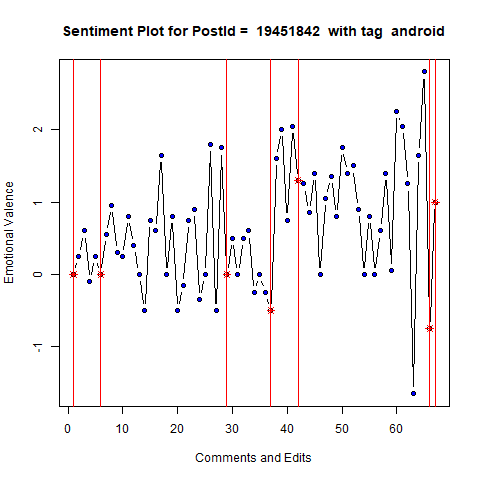 Sentiment Plot for PostId = 19451842 with tag android
Emotional Valence
2
1
0
-1
0 10 20 30 40 50 60
Comments and Edits